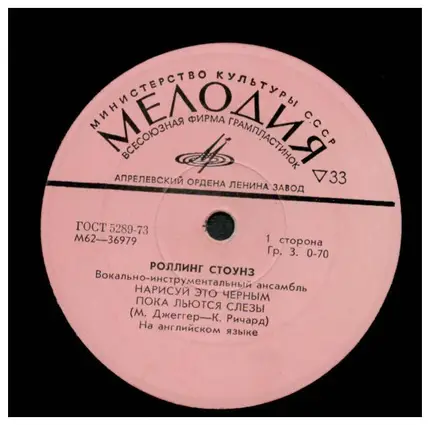 МИНИСТЕРСТВО КУЛЬТУРЫ СССР
МЕЛОДИЯ
ВСЕСОЮЗНАЯ ФИРМА ГРАМПЛАСТИНОК
АПРЕЛЕВСКИЙ ОРДЕНА ЛЕНИНА ЗАВОД
▽33
ГОСТ 5289-73
М62—36979
1 сторона
Гр. 3. 0-70
РОЛЛИНГ СТОУНЗ
Вокально-инструментальный ансамбль
НАРИСУЙ ЭТО ЧЕРНЫМ
ПОКА ЛЬЮТСЯ СЛЕЗЫ
(М. Джеггер—К. Ричард)
На английском языке